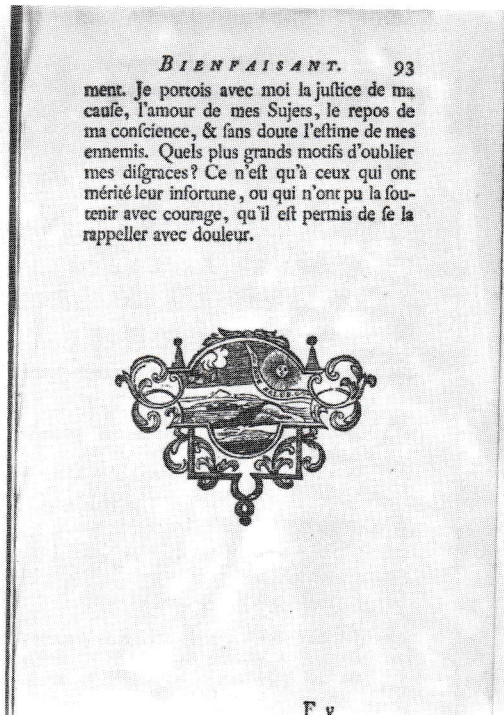 BIENFAISANT. 93
ment. Je portois avec moi la juſtice de ma
cauſe, l'amour de mes Sujets, le repos de
ma conſcience, & ſans doute l'eſtime de mes
ennemis. Quels plus grands motifs d'oublier
mes diſgraces? Ce n'eſt qu'à ceux qui ont
mérité leur infortune, ou qui n'ont pu la ſou-
tenir avec courage, qu'il eſt permis de ſe la
rappeller avec douleur.
F v